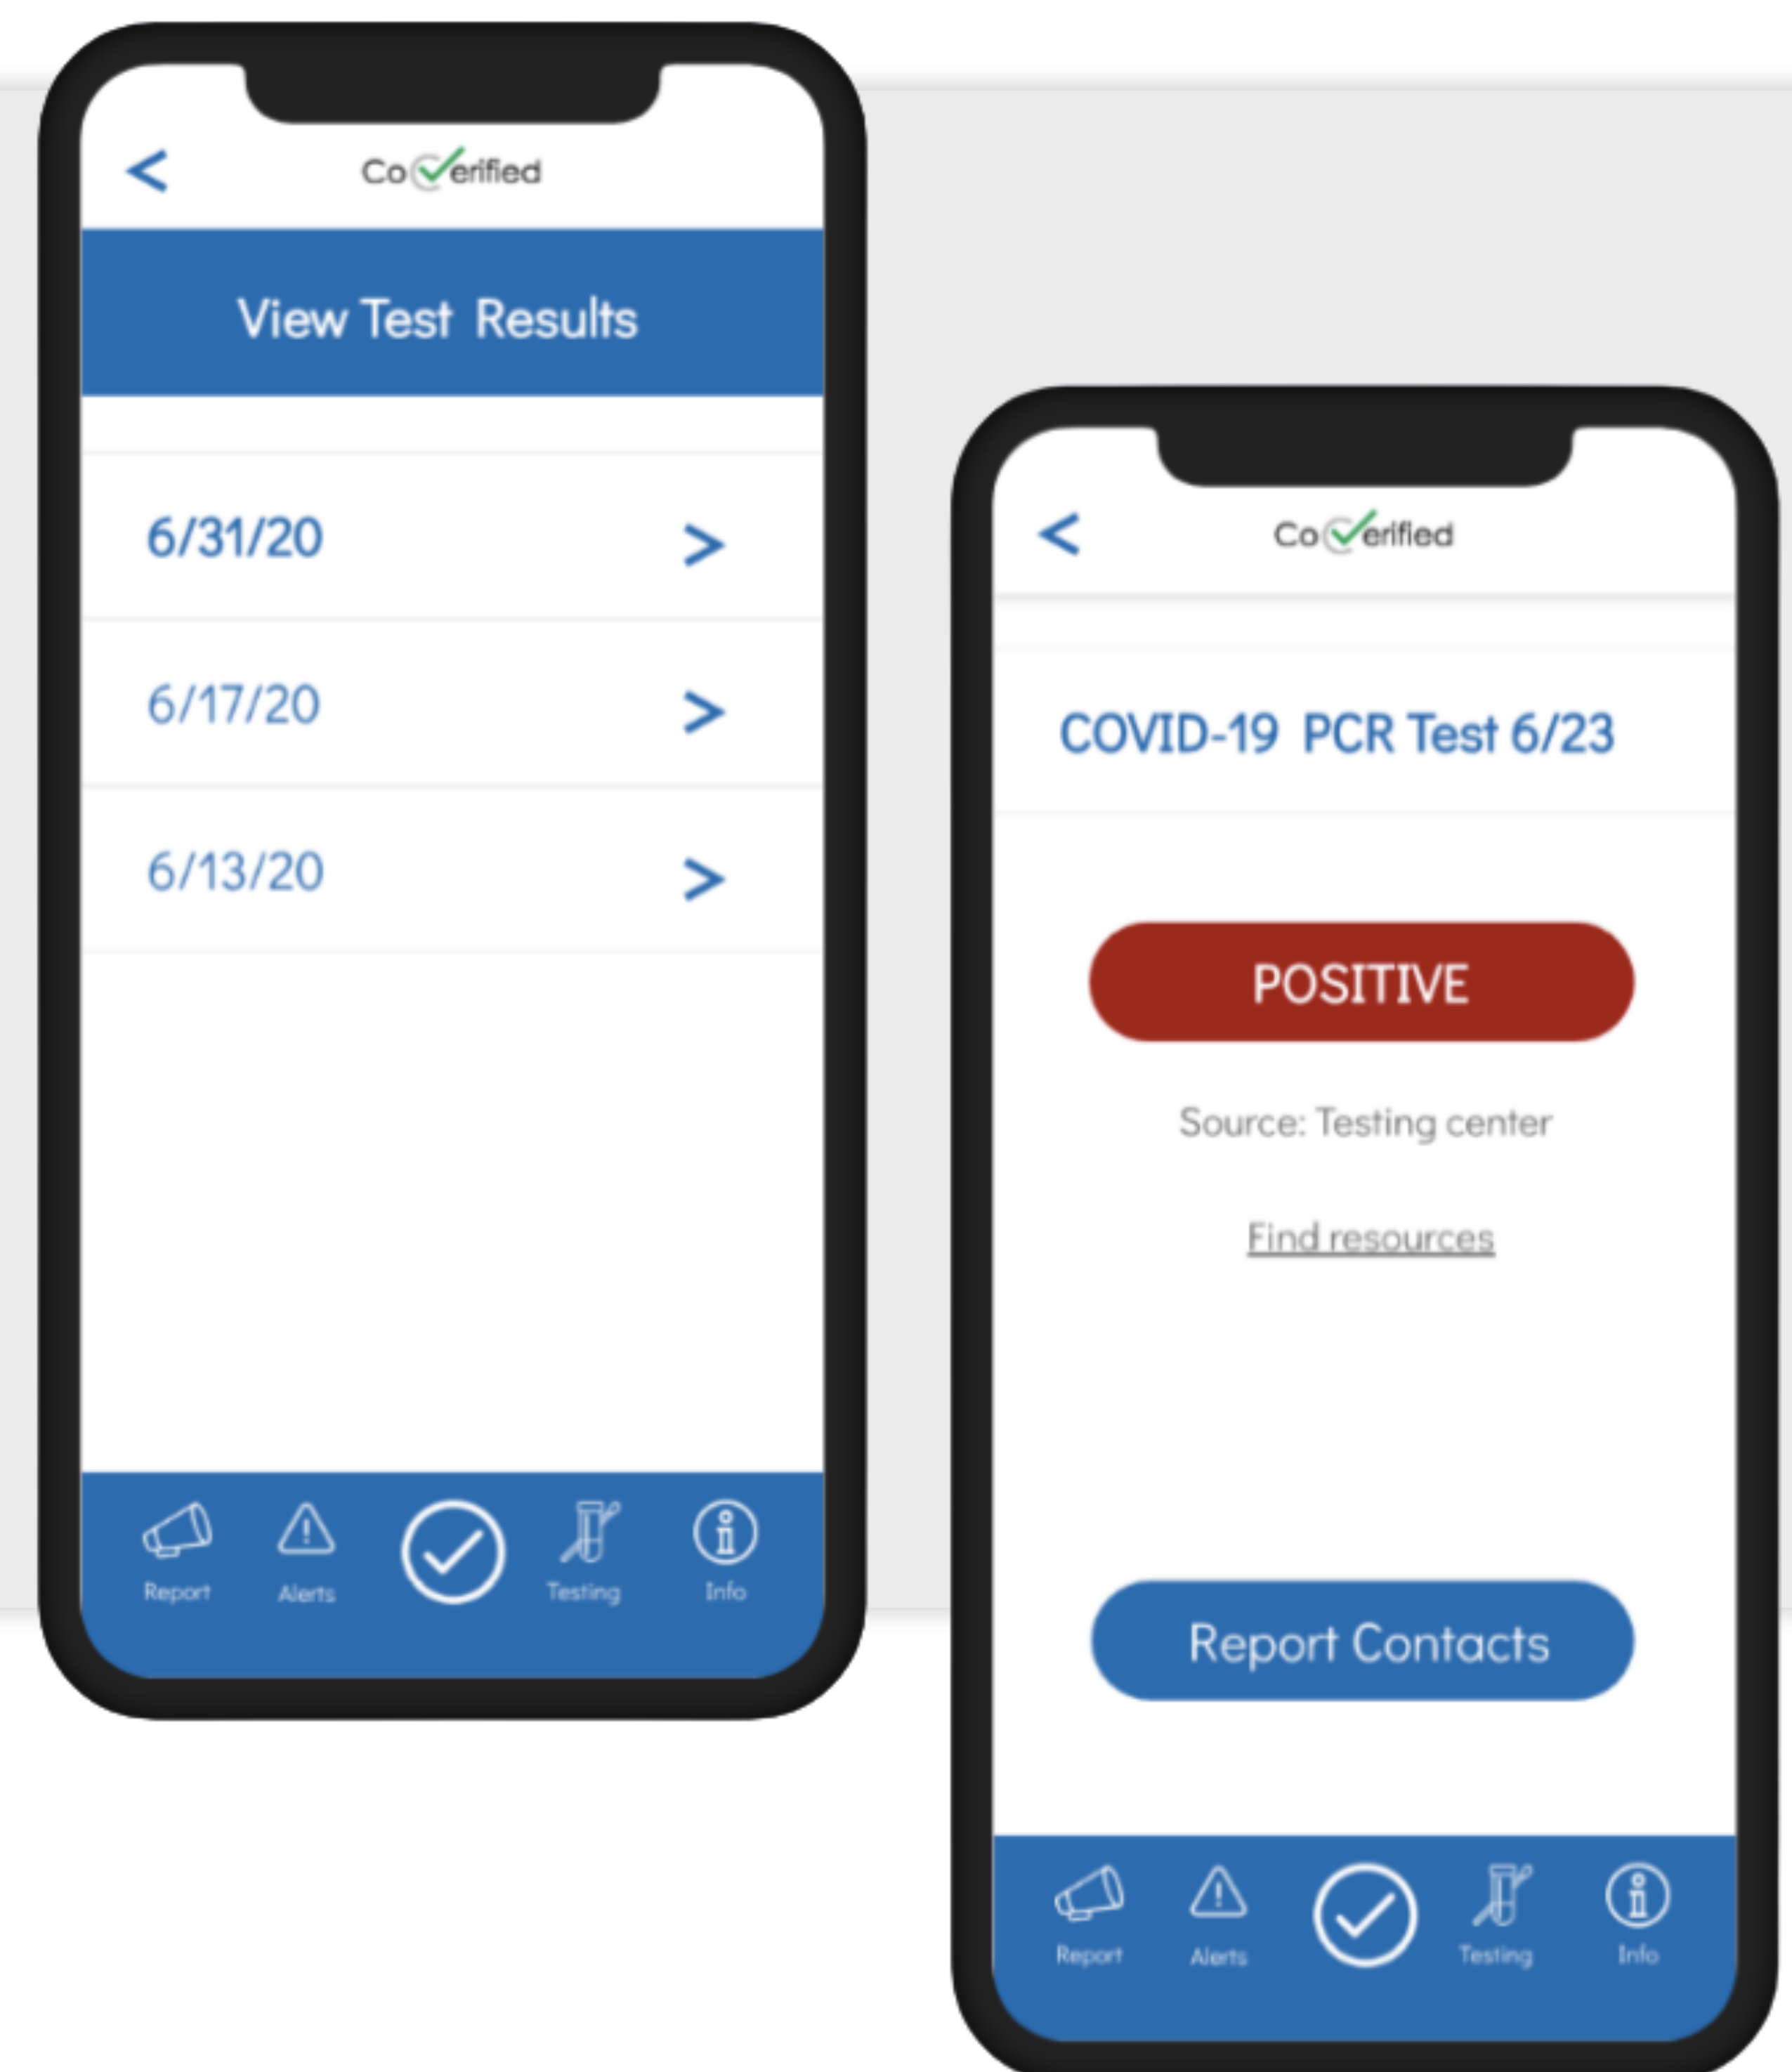 CoVerified
View Test Results
6/31/20
6/17/20
6/13/20
Report Alerts Testing Info
CoVerified
COVID-19 PCR Test 6/23
POSITIVE
Source: Testing center
Find resources
Report Contacts
Report Alerts Testing Info